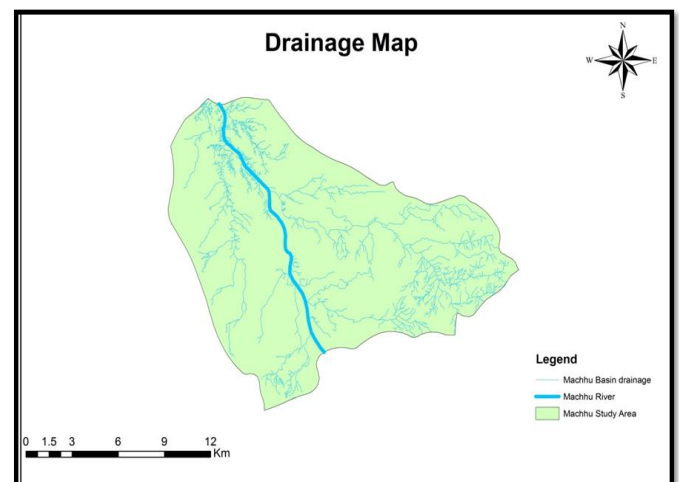 Drainage Map
N
W E
S
Legend
Machhu Basin drainage
Machhu River
Machhu Study Area
0 1.5 3 6 9 12
Km